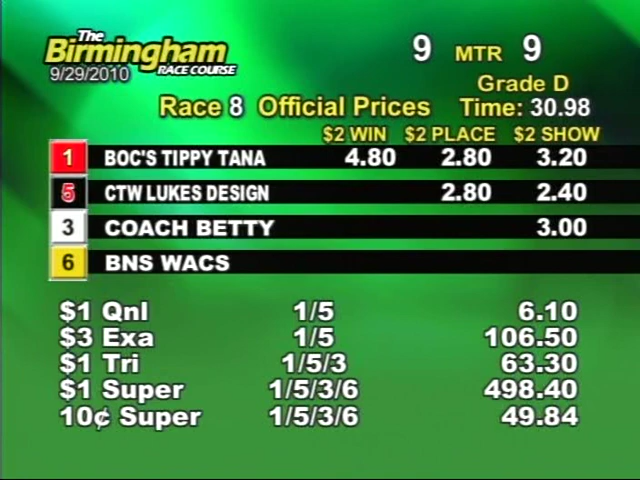 The
Birmingham
RACE COURSE
9/29/2010
9 MTR 9
Grade D
Race 8 Official Prices Time: 30.98
$2 WIN $2 PLACE $2 SHOW
1 BOC'S TIPPY TANA 4.80 2.80 3.20
5 CTW LUKES DESIGN 2.80 2.40
3 COACH BETTY 3.00
6 BNS WACS
$1 Qnl 1/5 6.10
$3 Exa 1/5 106.50
$1 Tri 1/5/3 63.30
$1 Super 1/5/3/6 498.40
10¢ Super 1/5/3/6 49.84